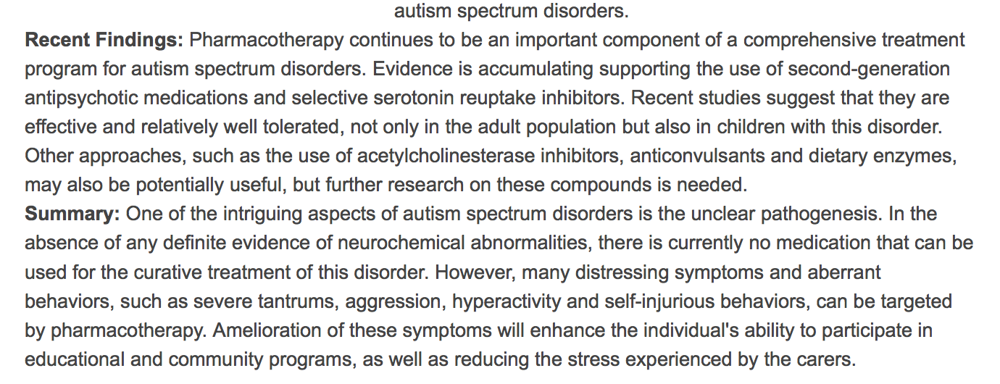 autism spectrum disorders.
Recent Findings: Pharmacotherapy continues to be an important component of a comprehensive treatment
program for autism spectrum disorders. Evidence is accumulating supporting the use of second-generation
antipsychotic medications and selective serotonin reuptake inhibitors. Recent studies suggest that they are
effective and relatively well tolerated, not only in the adult population but also in children with this disorder.
Other approaches, such as the use of acetylcholinesterase inhibitors, anticonvulsants and dietary enzymes,
may also be potentially useful, but further research on these compounds is needed.
Summary: One of the intriguing aspects of autism spectrum disorders is the unclear pathogenesis. In the
absence of any definite evidence of neurochemical abnormalities, there is currently no medication that can be
used for the curative treatment of this disorder. However, many distressing symptoms and aberrant
behaviors, such as severe tantrums, aggression, hyperactivity and self-injurious behaviors, can be targeted
by pharmacotherapy. Amelioration of these symptoms will enhance the individual's ability to participate in
educational and community programs, as well as reducing the stress experienced by the carers.